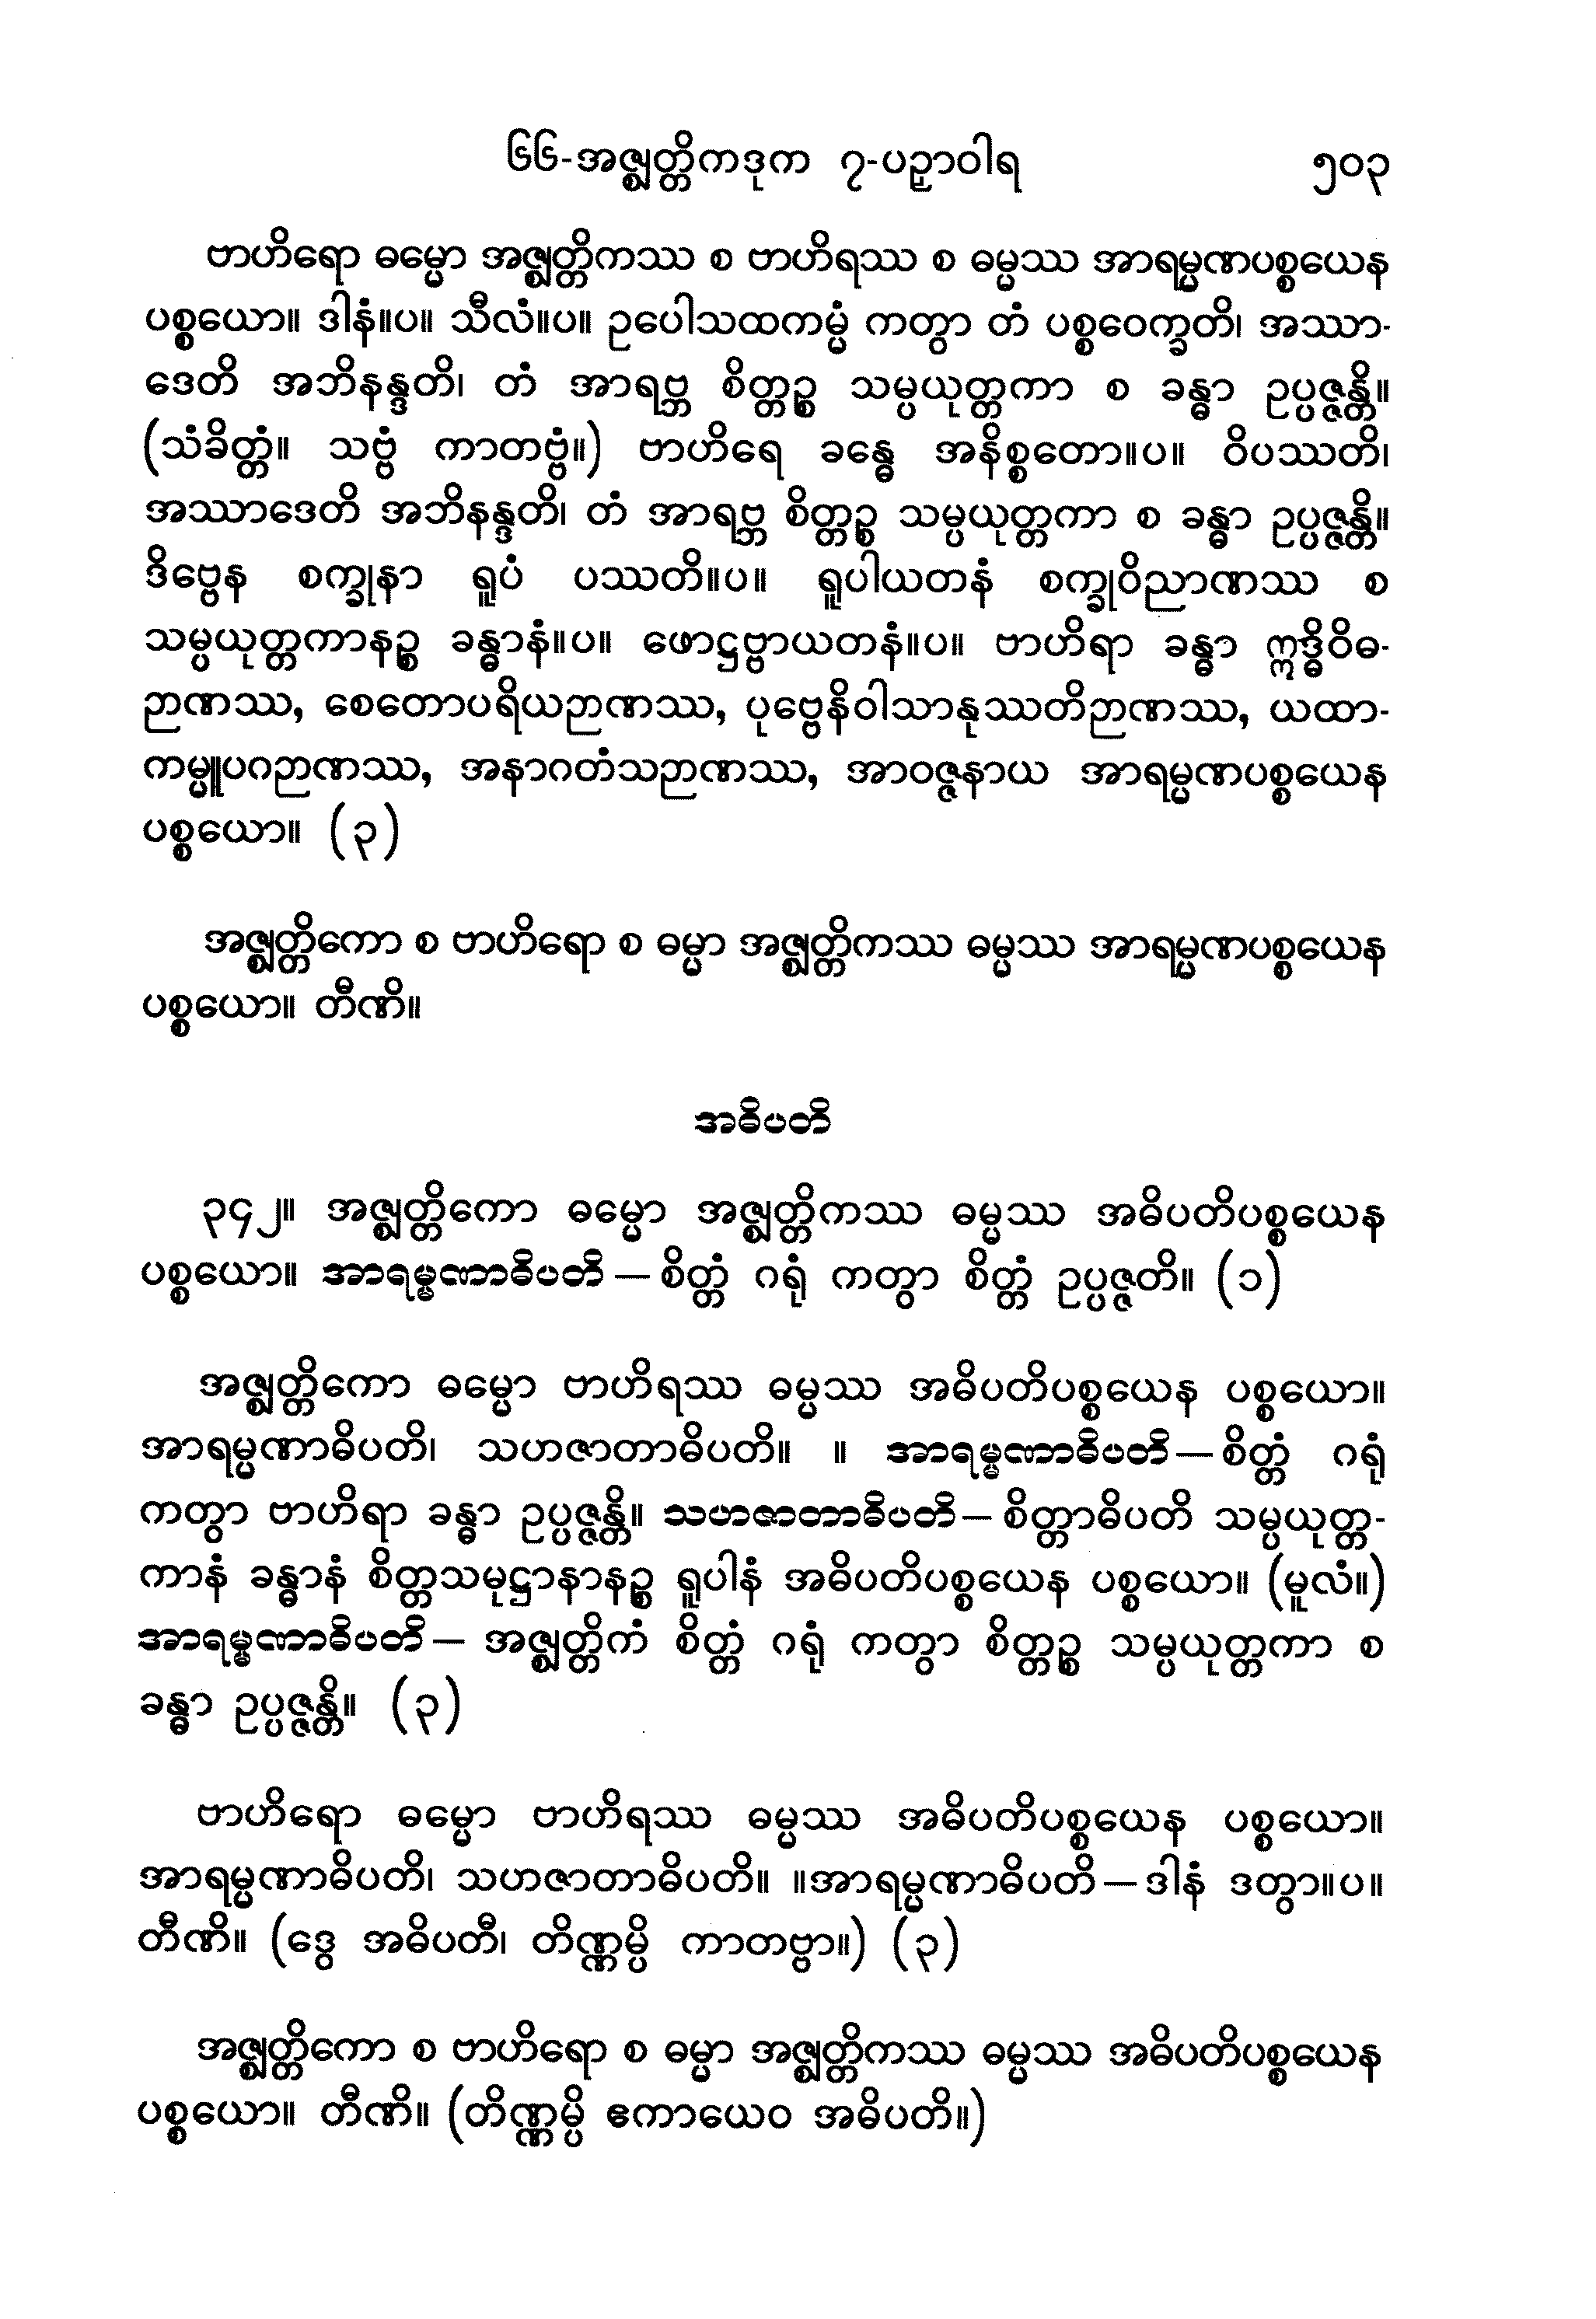 ၆၆-အဇ္ဈတ္တိကဒုက ၇-ပဉှာဝါရ ၅၀၃
ဗာဟိရော ဓမ္မော အဇ္ဈတ္တိကဿ စ ဗာဟိရဿ စ ဓမ္မဿ အာရမ္မဏပစ္စယေန
ပစ္စယော။ ဒါနံ။ပ။ သီလံ။ပ။ ဥပေါသထကမ္မံ ကတွာ တံ ပစ္စဝေက္ခတိ၊ အဿာ-
ဒေတိ အဘိနန္ဒတိ၊ တံ အာရဗ္ဘ စိတ္တဉ္စ သမ္ပယုတ္တကာ စ ခန္ဓာ ဥပ္ပဇ္ဇန္တိ။
(သံခိတ္တံ။ သဗ္ဗံ ကာတဗ္ဗံ။) ဗာဟိရေ ခန္ဓေ အနိစ္စတော။ပ။ ဝိပဿတိ၊
အဿာဒေတိ အဘိနန္ဒတိ၊ တံ အာရဗ္ဘ စိတ္တဉ္စ သမ္ပယုတ္တကာ စ ခန္ဓာ ဥပ္ပဇ္ဇန္တိ။
ဒိဗ္ဗေန စက္ခုနာ ရူပံ ပဿတိ။ပ။ ရူပါယတနံ စက္ခုဝိညာဏဿ စ
သမ္ပယုတ္တကာနဉ္စ ခန္ဓာနံ။ပ။ ဖောဋ္ဌဗ္ဗာယတနံ။ပ။ ဗာဟိရာ ခန္ဓာ ဣဒ္ဓိဝိဓ-
ဉာဏဿ, စေတောပရိယဉာဏဿ, ပုဗ္ဗေနိဝါသာနုဿတိဉာဏဿ, ယထာ-
ကမ္မူပဂဉာဏဿ, အနာဂတံသဉာဏဿ, အာဝဇ္ဇနာယ အာရမ္မဏပစ္စယေန
ပစ္စယော။ (၃)
အဇ္ဈတ္တိကော စ ဗာဟိရော စ ဓမ္မာ အဇ္ဈတ္တိကဿ ဓမ္မဿ အာရမ္မဏပစ္စယေန
ပစ္စယော။ တီဏိ။
အဓိပတိ
၃၄၂။ အဇ္ဈတ္တိကော ဓမ္မော အဇ္ဈတ္တိကဿ ဓမ္မဿ အဓိပတိပစ္စယေန
ပစ္စယော။ အာရမ္မဏာဓိပတိ – စိတ္တံ ဂရုံ ကတွာ စိတ္တံ ဥပ္ပဇ္ဇတိ။ (၁)
အဇ္ဈတ္တိကော ဓမ္မော ဗာဟိရဿ ဓမ္မဿ အဓိပတိပစ္စယေန ပစ္စယော။
အာရမ္မဏာဓိပတိ၊ သဟဇာတာဓိပတိ။ ။ အာရမ္မဏာဓိပတိ – စိတ္တံ ဂရုံ
ကတွာ ဗာဟိရာ ခန္ဓာ ဥပ္ပဇ္ဇန္တိ။ သဟဇာတာဓိပတိ – စိတ္တာဓိပတိ သမ္ပယုတ္တ-
ကာနံ ခန္ဓာနံ စိတ္တသမုဋ္ဌာနာနဉ္စ ရူပါနံ အဓိပတိပစ္စယေန ပစ္စယော။ (မူလံ။)
အာရမ္မဏာဓိပတိ – အဇ္ဈတ္တိကံ စိတ္တံ ဂရုံ ကတွာ စိတ္တဉ္စ သမ္ပယုတ္တကာ စ
ခန္ဓာ ဥပ္ပဇ္ဇန္တိ။ (၃)
ဗာဟိရော ဓမ္မော ဗာဟိရဿ ဓမ္မဿ အဓိပတိပစ္စယေန ပစ္စယော။
အာရမ္မဏာဓိပတိ၊ သဟဇာတာဓိပတိ။ ။အာရမ္မဏာဓိပတိ – ဒါနံ ဒတွာ။ပ။
တီဏိ။ (ဒွေ အဓိပတီ၊ တိဏ္ဏမ္ပိ ကာတဗ္ဗာ။) (၃)
အဇ္ဈတ္တိကော စ ဗာဟိရော စ ဓမ္မာ အဇ္ဈတ္တိကဿ ဓမ္မဿ အဓိပတိပစ္စယေန
ပစ္စယော။ တီဏိ။ (တိဏ္ဏမ္ပိ ဧကာယေဝ အဓိပတိ။)